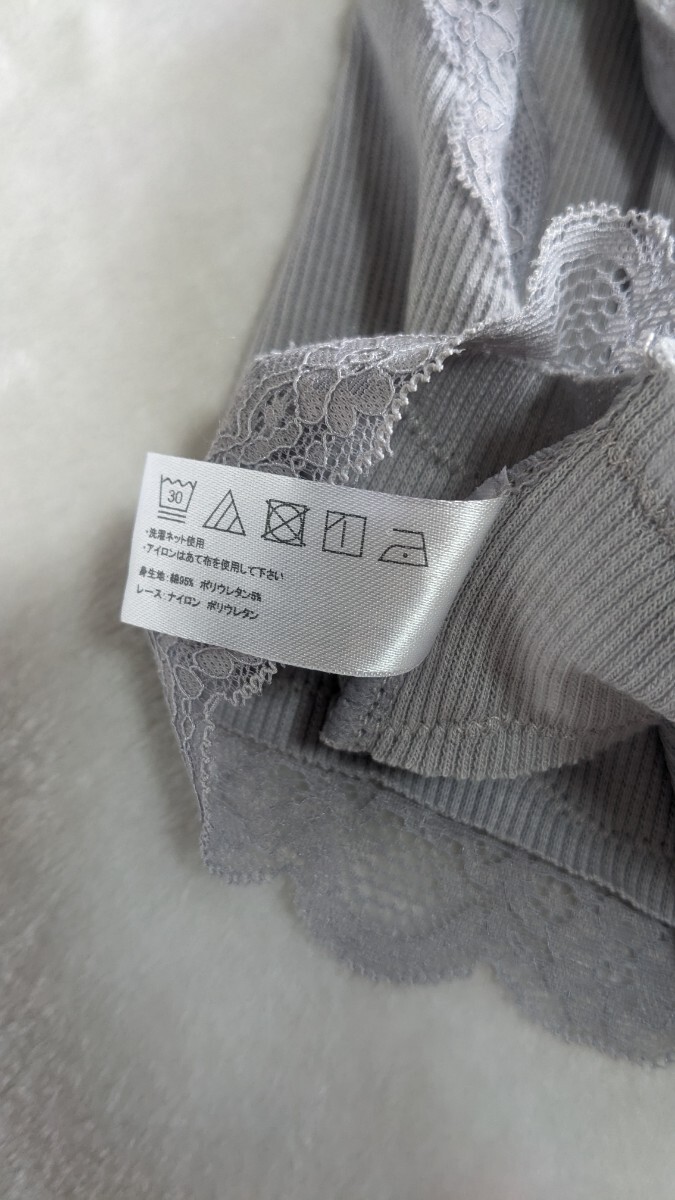 30
・洗濯ネット使用
・アイロンはあて布を使用して下さい
身生地：綿95% ポリウレタン5%
レース：ナイロン ポリウレタン